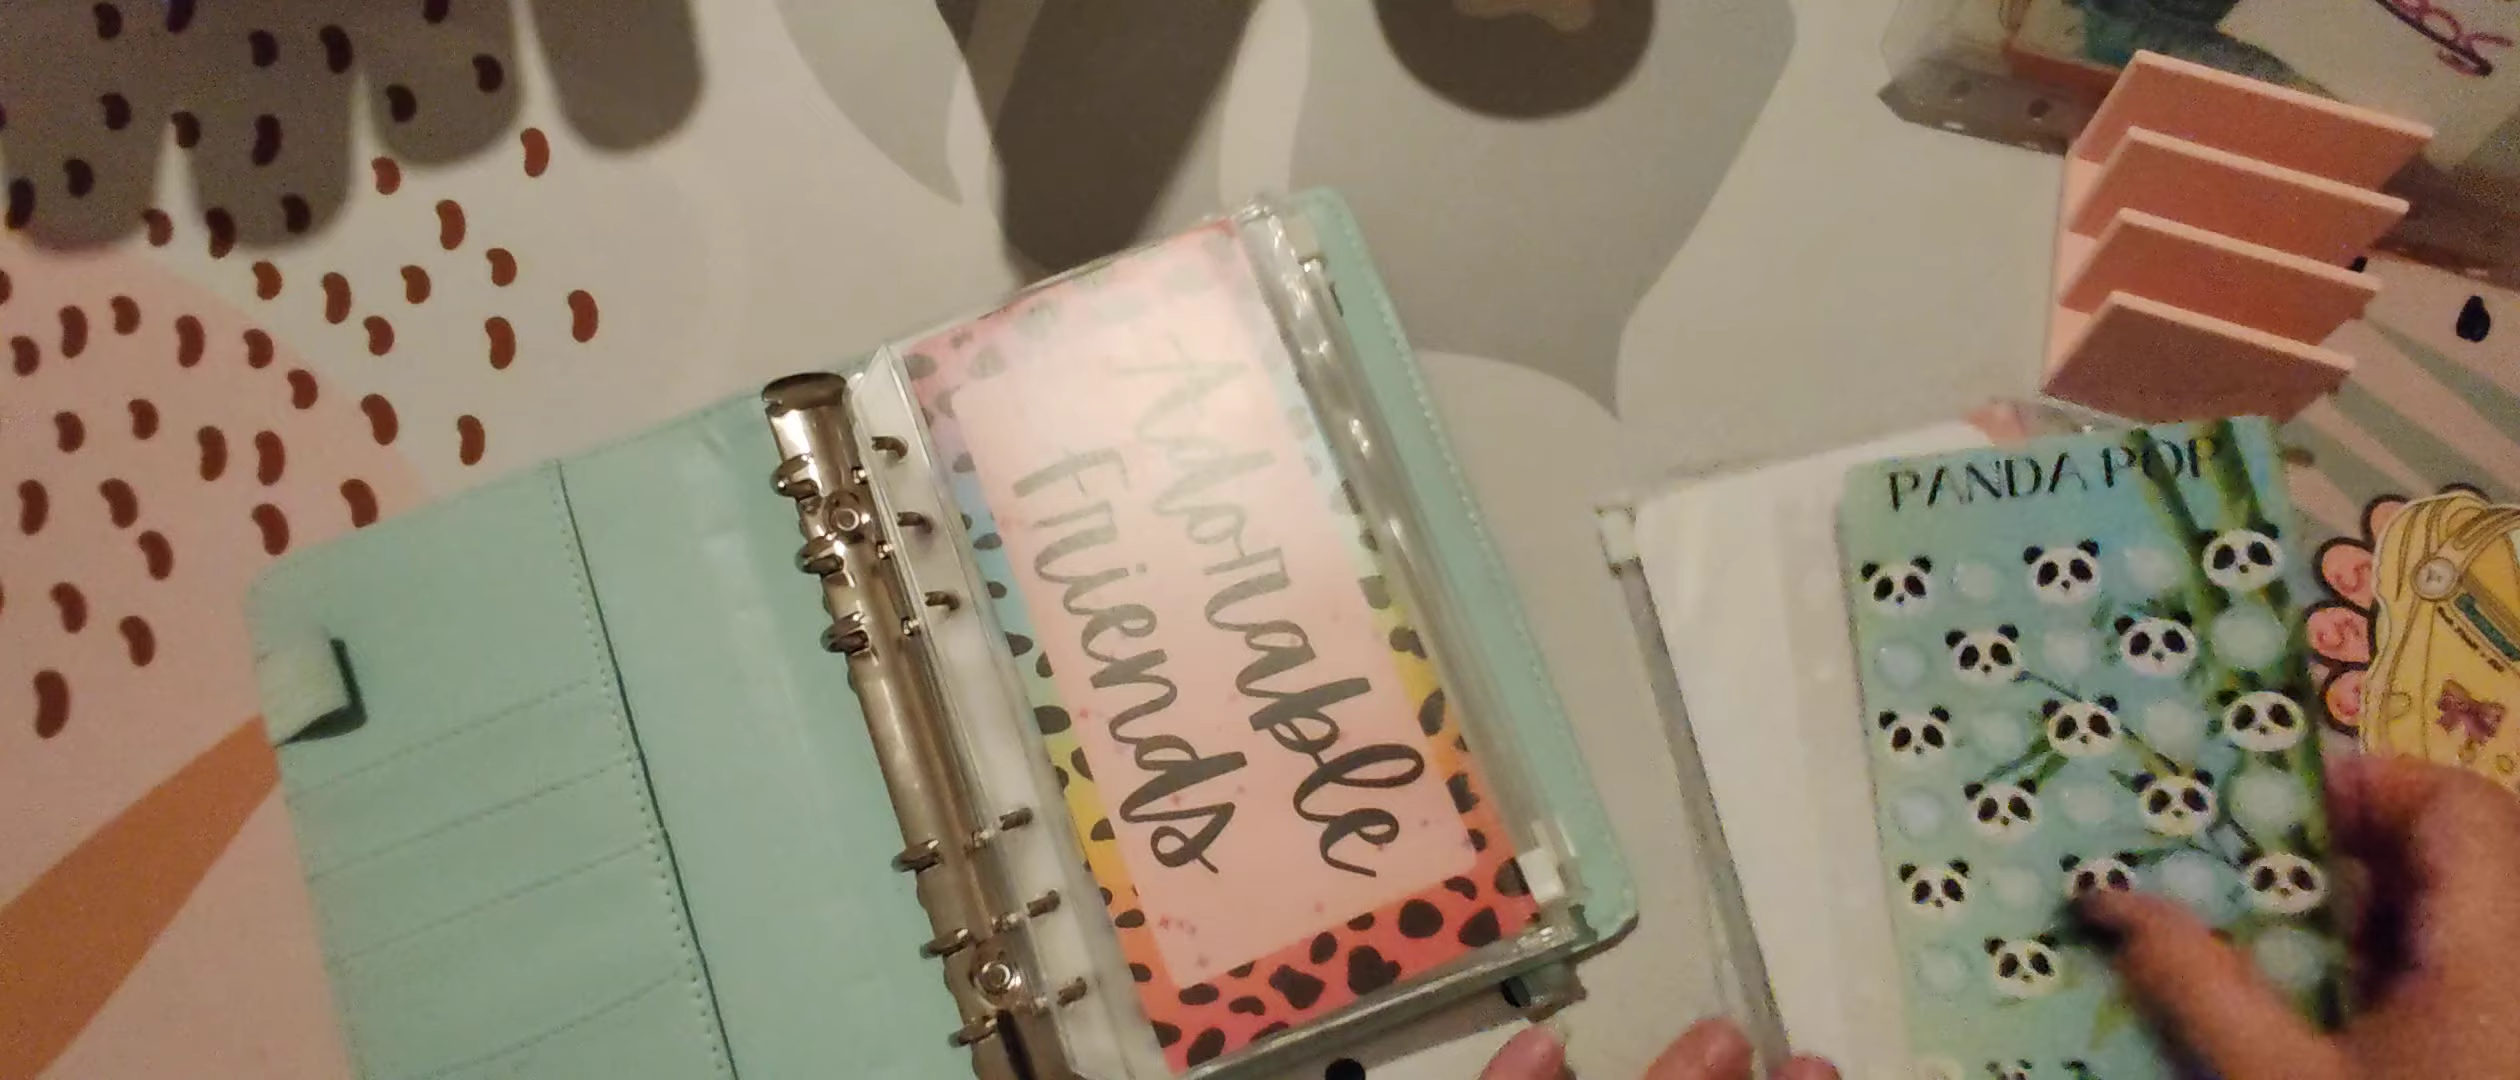 Adorable
Friends
PANDA POP
S
S
S